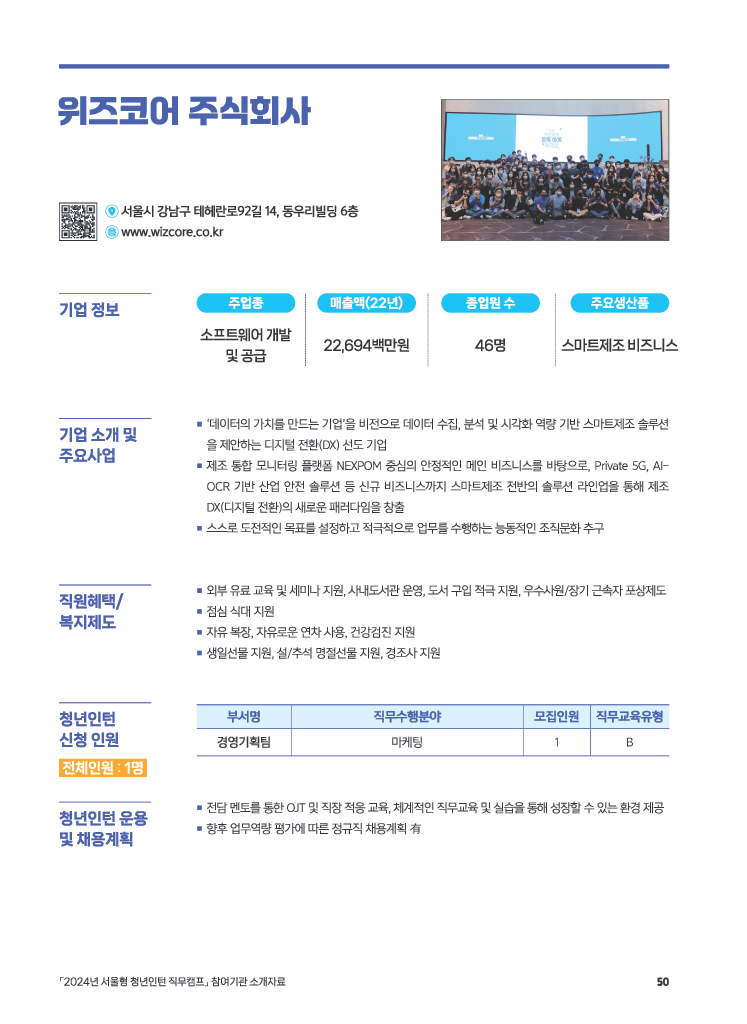 위즈코어 주식회사
서울시 강남구 테헤란로92길 14, 동우리빌딩 6층
www.wizcore.co.kr
기업 정보
주업종
매출액(22년)
종업원 수
주요생산품
소프트웨어 개발
및 공급
22,694백만원
46명
스마트제조 비즈니스
기업 소개 및
주요사업
▪ '데이터의 가치를 만드는 기업'을 비전으로 데이터 수집, 분석 및 시각화 역량 기반 스마트제조 솔루션
을 제안하는 디지털 전환(DX) 선도 기업
▪ 제조 통합 모니터링 플랫폼 NEXPOM 중심의 안정적인 메인 비즈니스를 바탕으로, Private 5G, AI-
OCR 기반 산업 안전 솔루션 등 신규 비즈니스까지 스마트제조 전반의 솔루션 라인업을 통해 제조
DX(디지털 전환)의 새로운 패러다임을 창출
▪ 스스로 도전적인 목표를 설정하고 적극적으로 업무를 수행하는 능동적인 조직문화 추구
직원혜택/
복지제도
▪ 외부 유료 교육 및 세미나 지원, 사내도서관 운영, 도서 구입 적극 지원, 우수사원/장기 근속자 포상제도
▪ 점심 식대 지원
▪ 자유 복장, 자유로운 연차 사용, 건강검진 지원
▪ 생일선물 지원, 설/추석 명절선물 지원, 경조사 지원
청년인턴
신청 인원
전체인원 : 1명
부서명 직무수행분야 모집인원 직무교육유형
경영기획팀 마케팅 1 B
청년인턴 운용
및 채용계획
▪ 전담 멘토를 통한 OJT 및 직장 적응 교육, 체계적인 직무교육 및 실습을 통해 성장할 수 있는 환경 제공
▪ 향후 업무역량 평가에 따른 정규직 채용계획 有
「2024년 서울형 청년인턴 직무캠프」 참여기관 소개자료
50